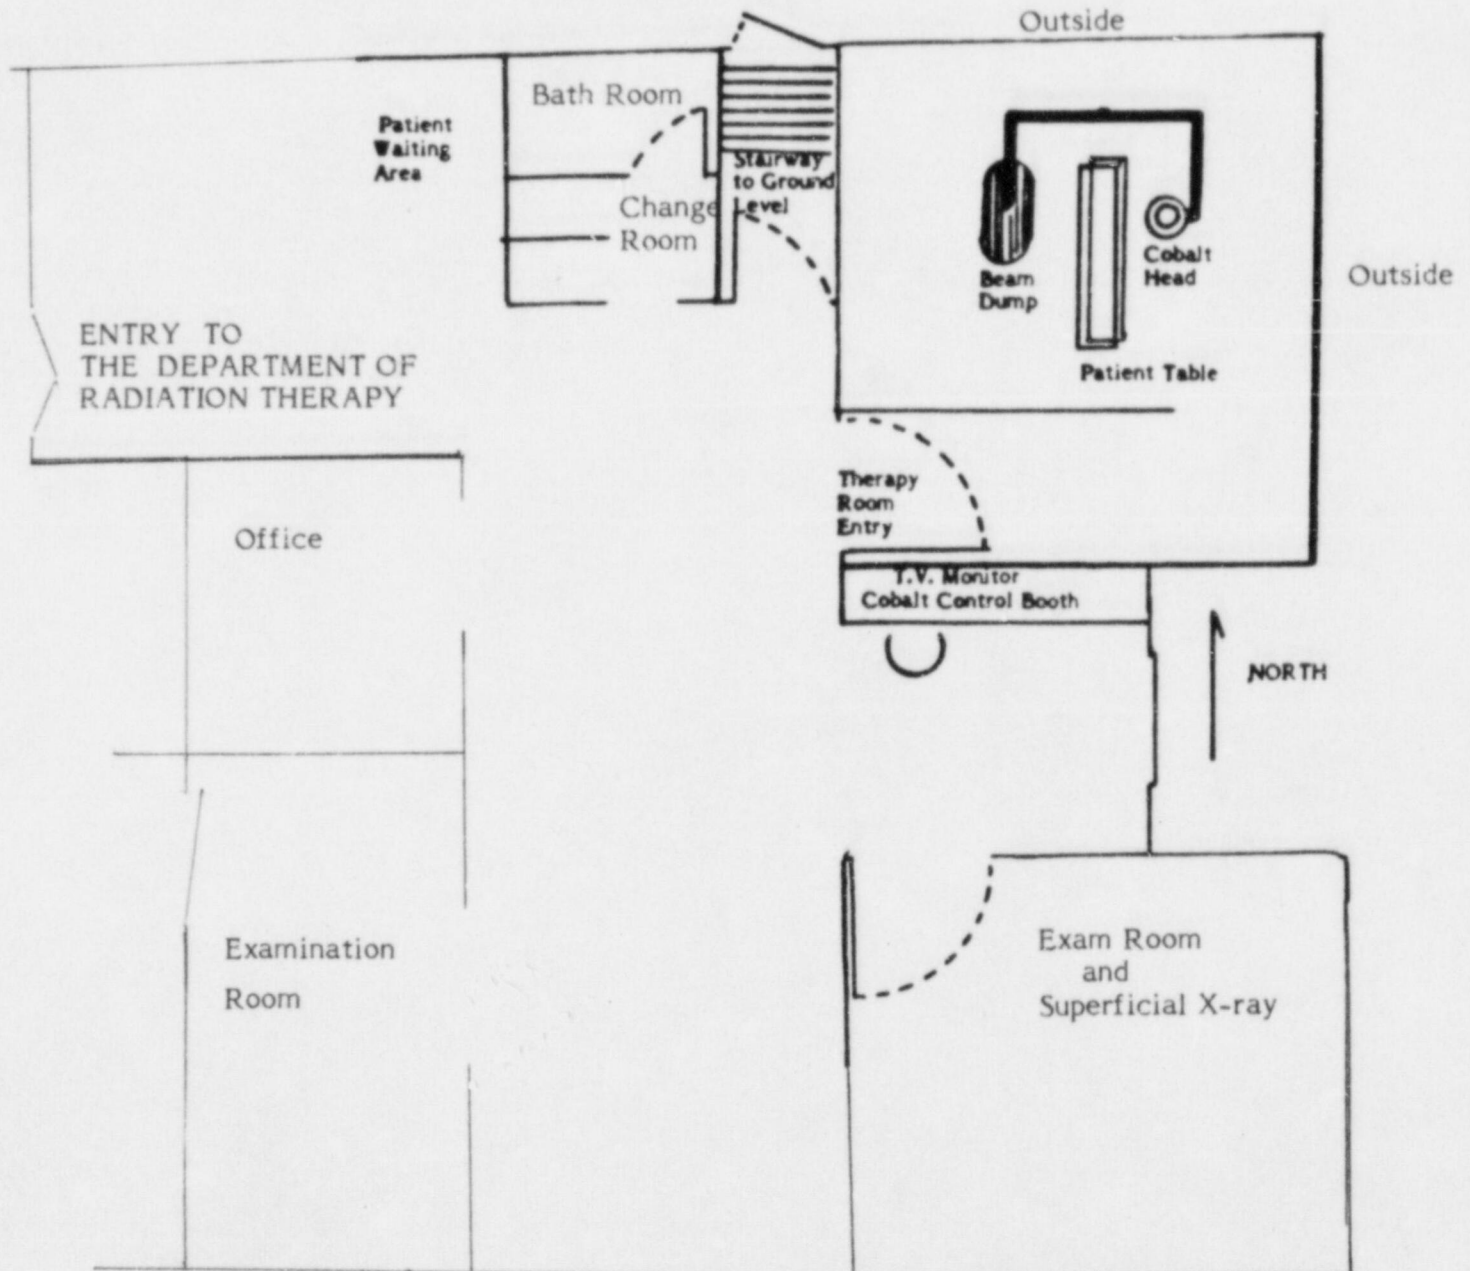 Outside
Bath Room
Patient
Waiting
Area
Stairway
to Ground
Level
Change
Room
Cobalt
Head
Beam
Dump
Outside
Patient Table
ENTRY TO
THE DEPARTMENT OF
RADIATION THERAPY
Therapy
Room
Entry
Office
T.V. Monitor
Cobalt Control Booth
NORTH
Examination
Room
Exam Room
and
Superficial X-ray